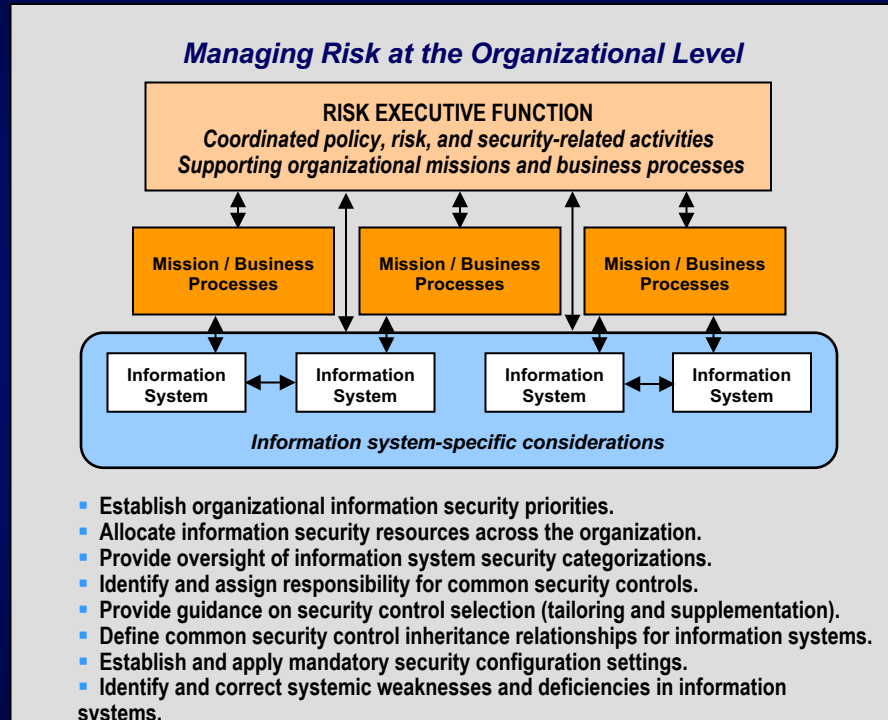 Managing Risk at the Organizational Level
RISK EXECUTIVE FUNCTION
Coordinated policy, risk, and security-related activities
Supporting organizational missions and business processes
Mission / Business
Processes
Mission / Business
Processes
Mission / Business
Processes
Information
System
Information
System
Information
System
Information
System
Information system-specific considerations
▪ Establish organizational information security priorities.
▪ Allocate information security resources across the organization.
▪ Provide oversight of information system security categorizations.
▪ Identify and assign responsibility for common security controls.
▪ Provide guidance on security control selection (tailoring and supplementation).
▪ Define common security control inheritance relationships for information systems.
▪ Establish and apply mandatory security configuration settings.
▪ Identify and correct systemic weaknesses and deficiencies in information
systems.